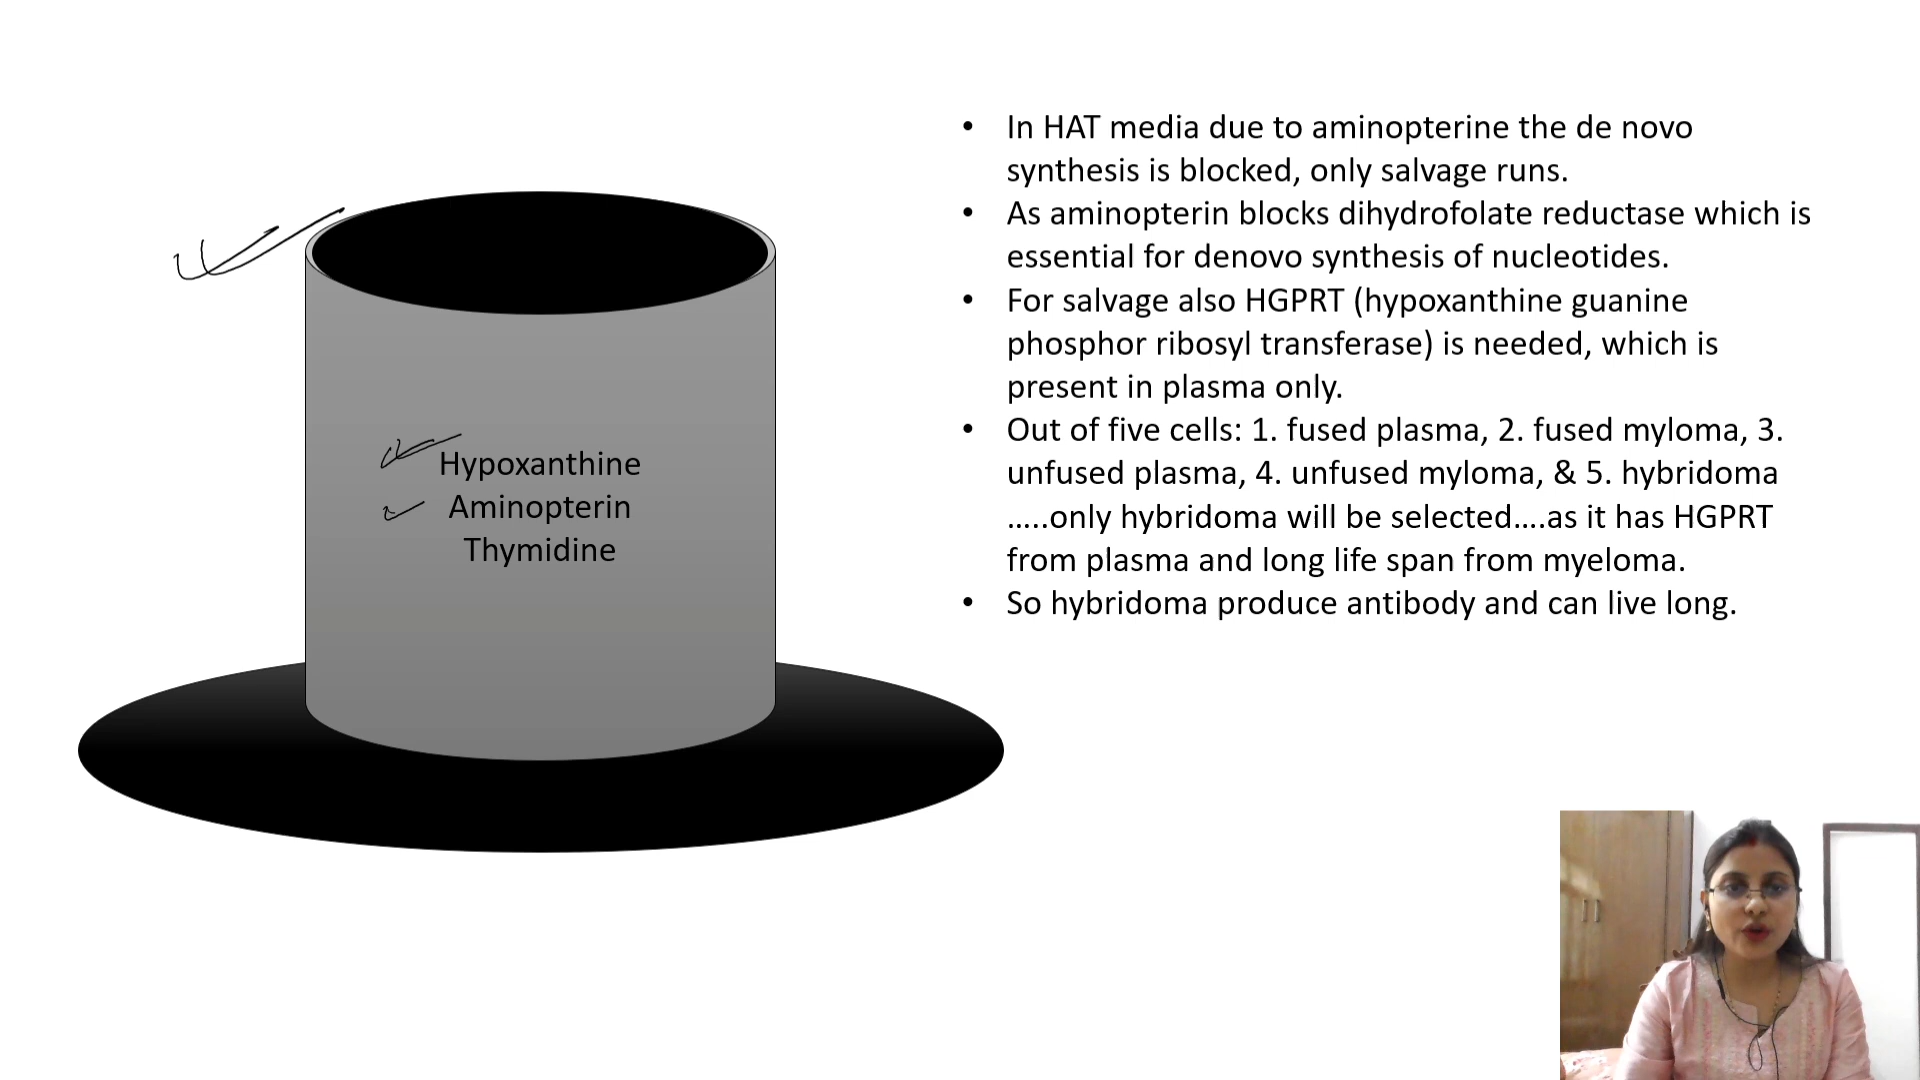 Hypoxanthine
Aminopterin
Thymidine
• In HAT media due to aminopterine the de novo
synthesis is blocked, only salvage runs.
• As aminopterin blocks dihydrofolate reductase which is
essential for denovo synthesis of nucleotides.
• For salvage also HGPRT (hypoxanthine guanine
phosphor ribosyl transferase) is needed, which is
present in plasma only.
• Out of five cells: 1. fused plasma, 2. fused myloma, 3.
unfused plasma, 4. unfused myloma, & 5. hybridoma
…..only hybridoma will be selected….as it has HGPRT
from plasma and long life span from myeloma.
• So hybridoma produce antibody and can live long.